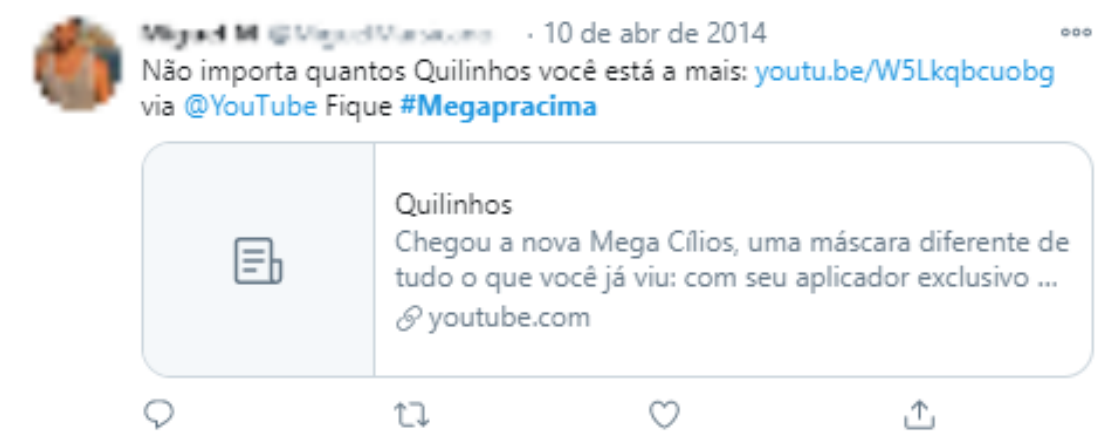 · 10 de abr de 2014
Não importa quantos Quilinhos você está a mais: youtu.be/W5Lkqbcuobg
via @YouTube Fique #Megapracima
Quilinhos
Chegou a nova Mega Cílios, uma máscara diferente de
tudo o que você já viu: com seu aplicador exclusivo ...
youtube.com